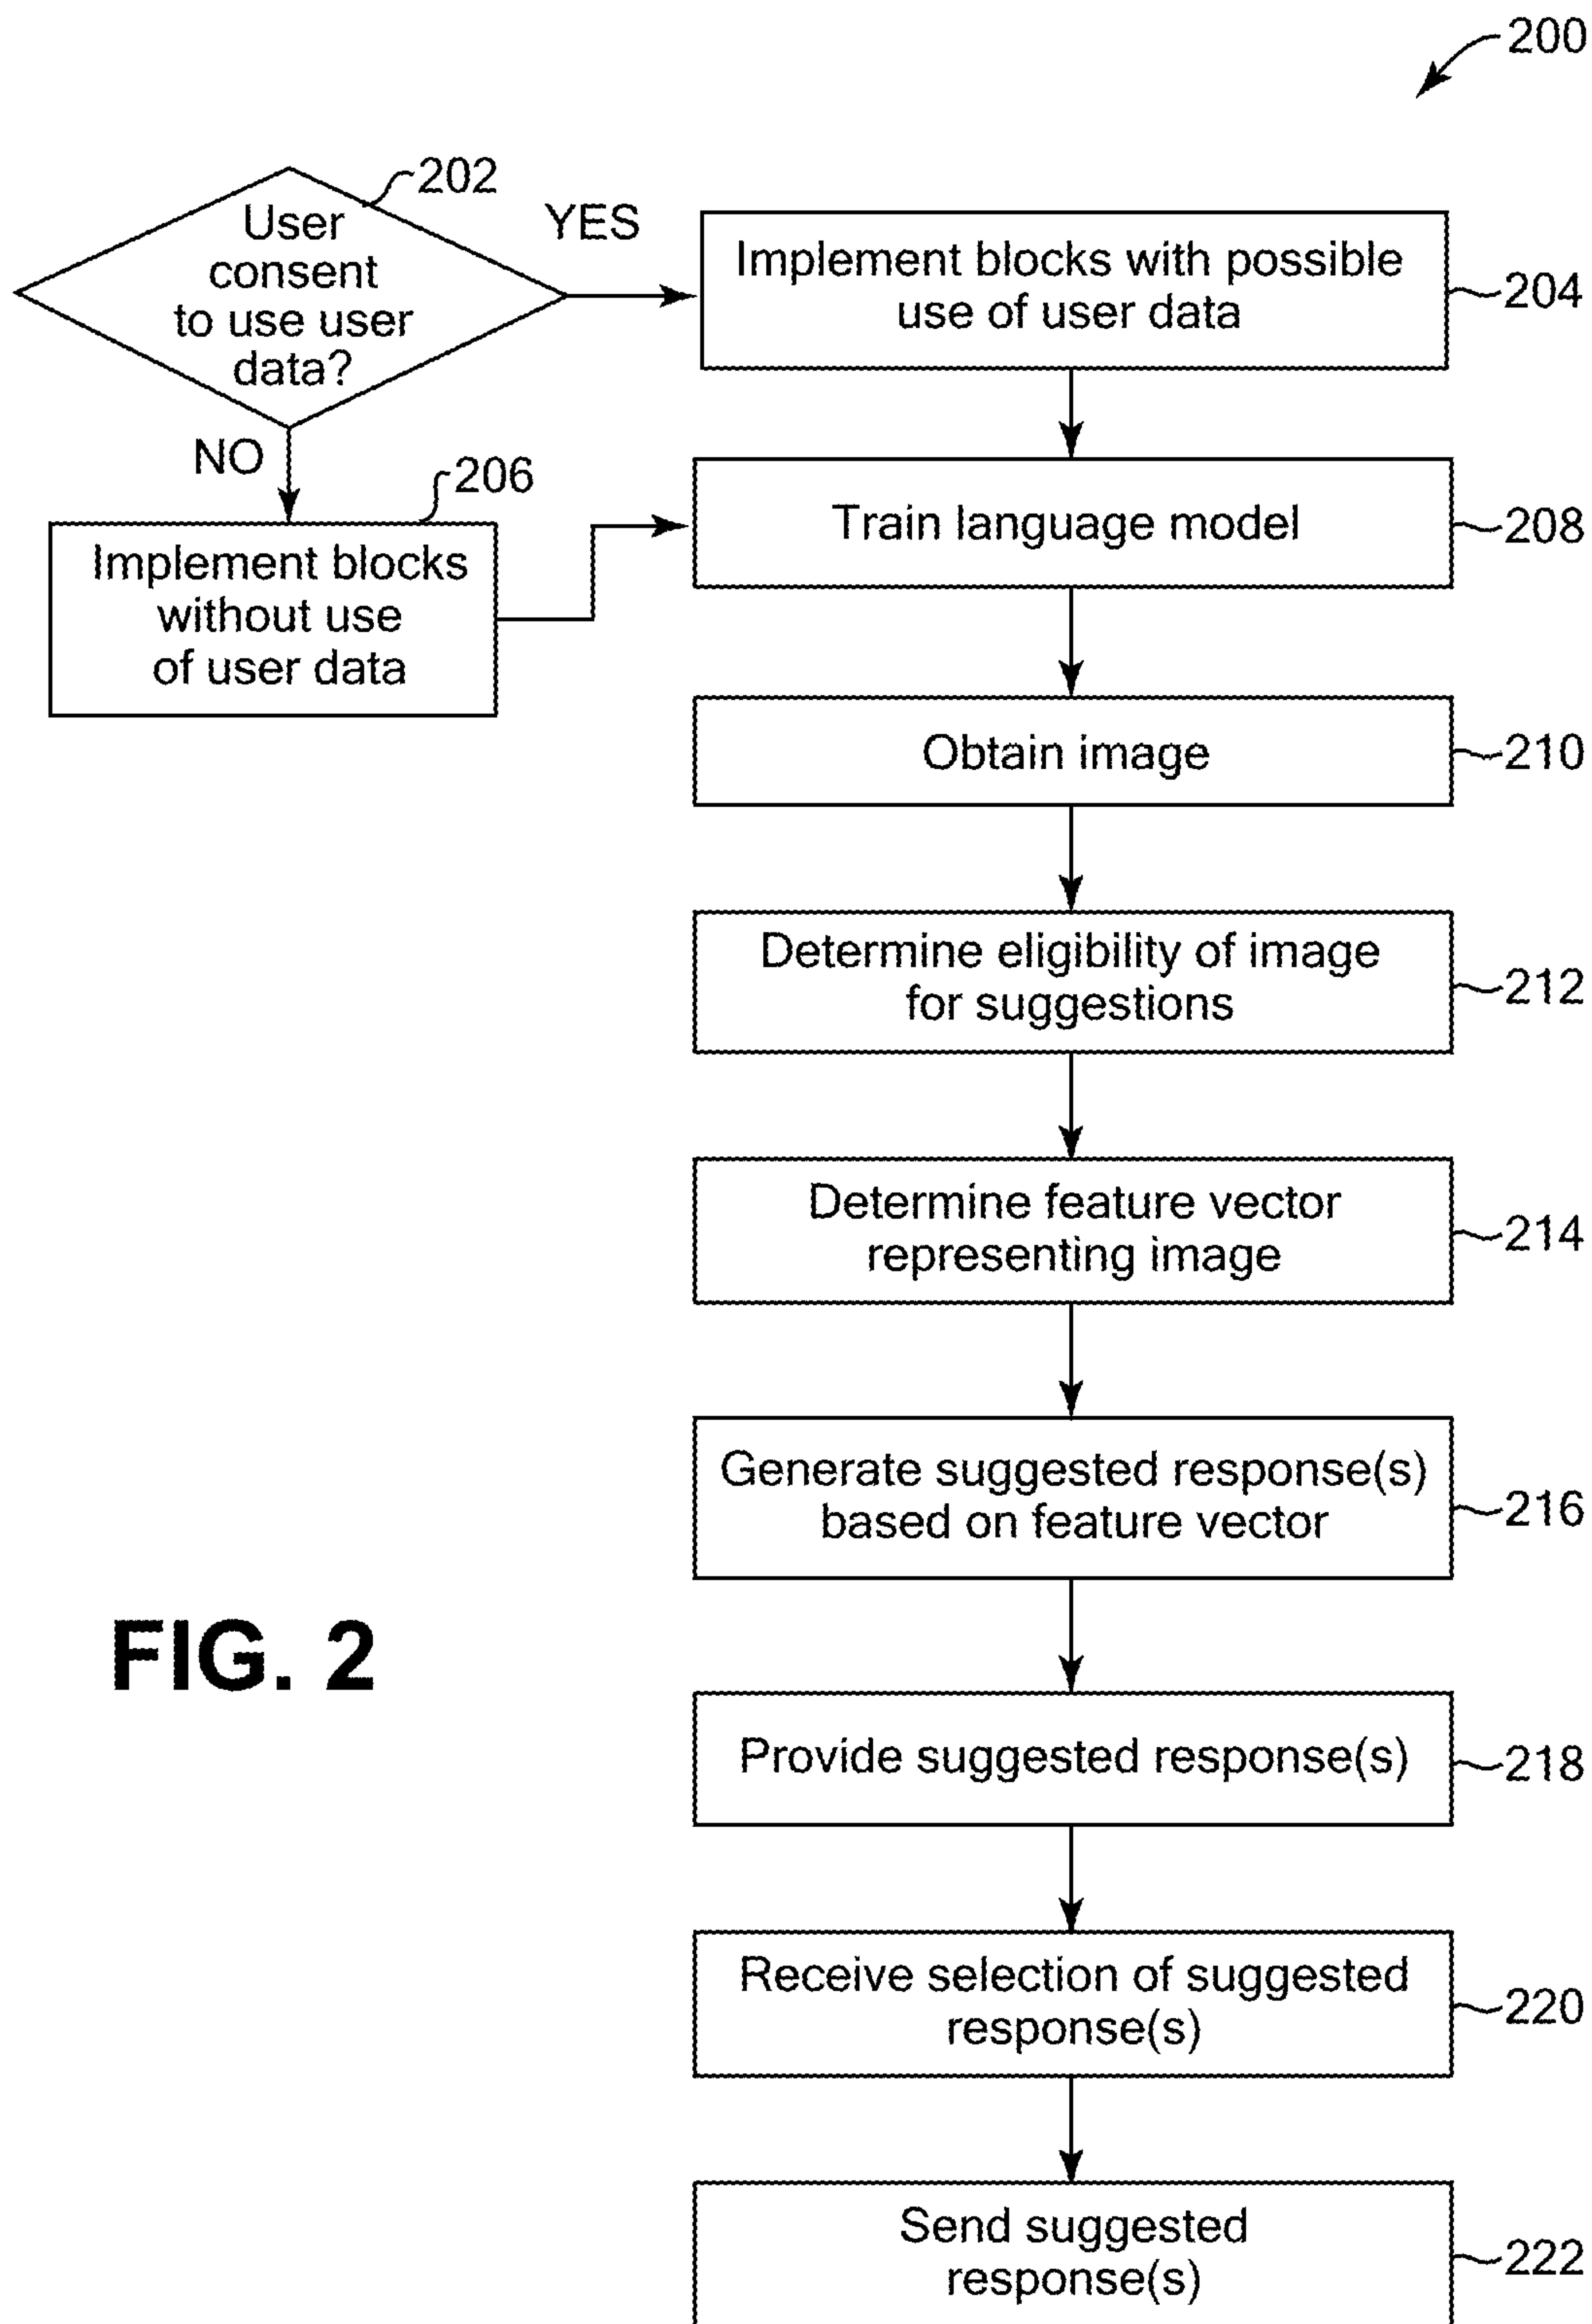 200
202
User
consent
to use user
data?
YES
Implement blocks with possible
use of user data
204
NO
206
Implement blocks
without use
of user data
Train language model
208
Obtain image
210
Determine eligibility of image
for suggestions
212
Determine feature vector
representing image
214
Generate suggested response(s)
based on feature vector
216
FIG. 2
Provide suggested response(s)
218
Receive selection of suggested
response(s)
220
Send suggested
response(s)
222